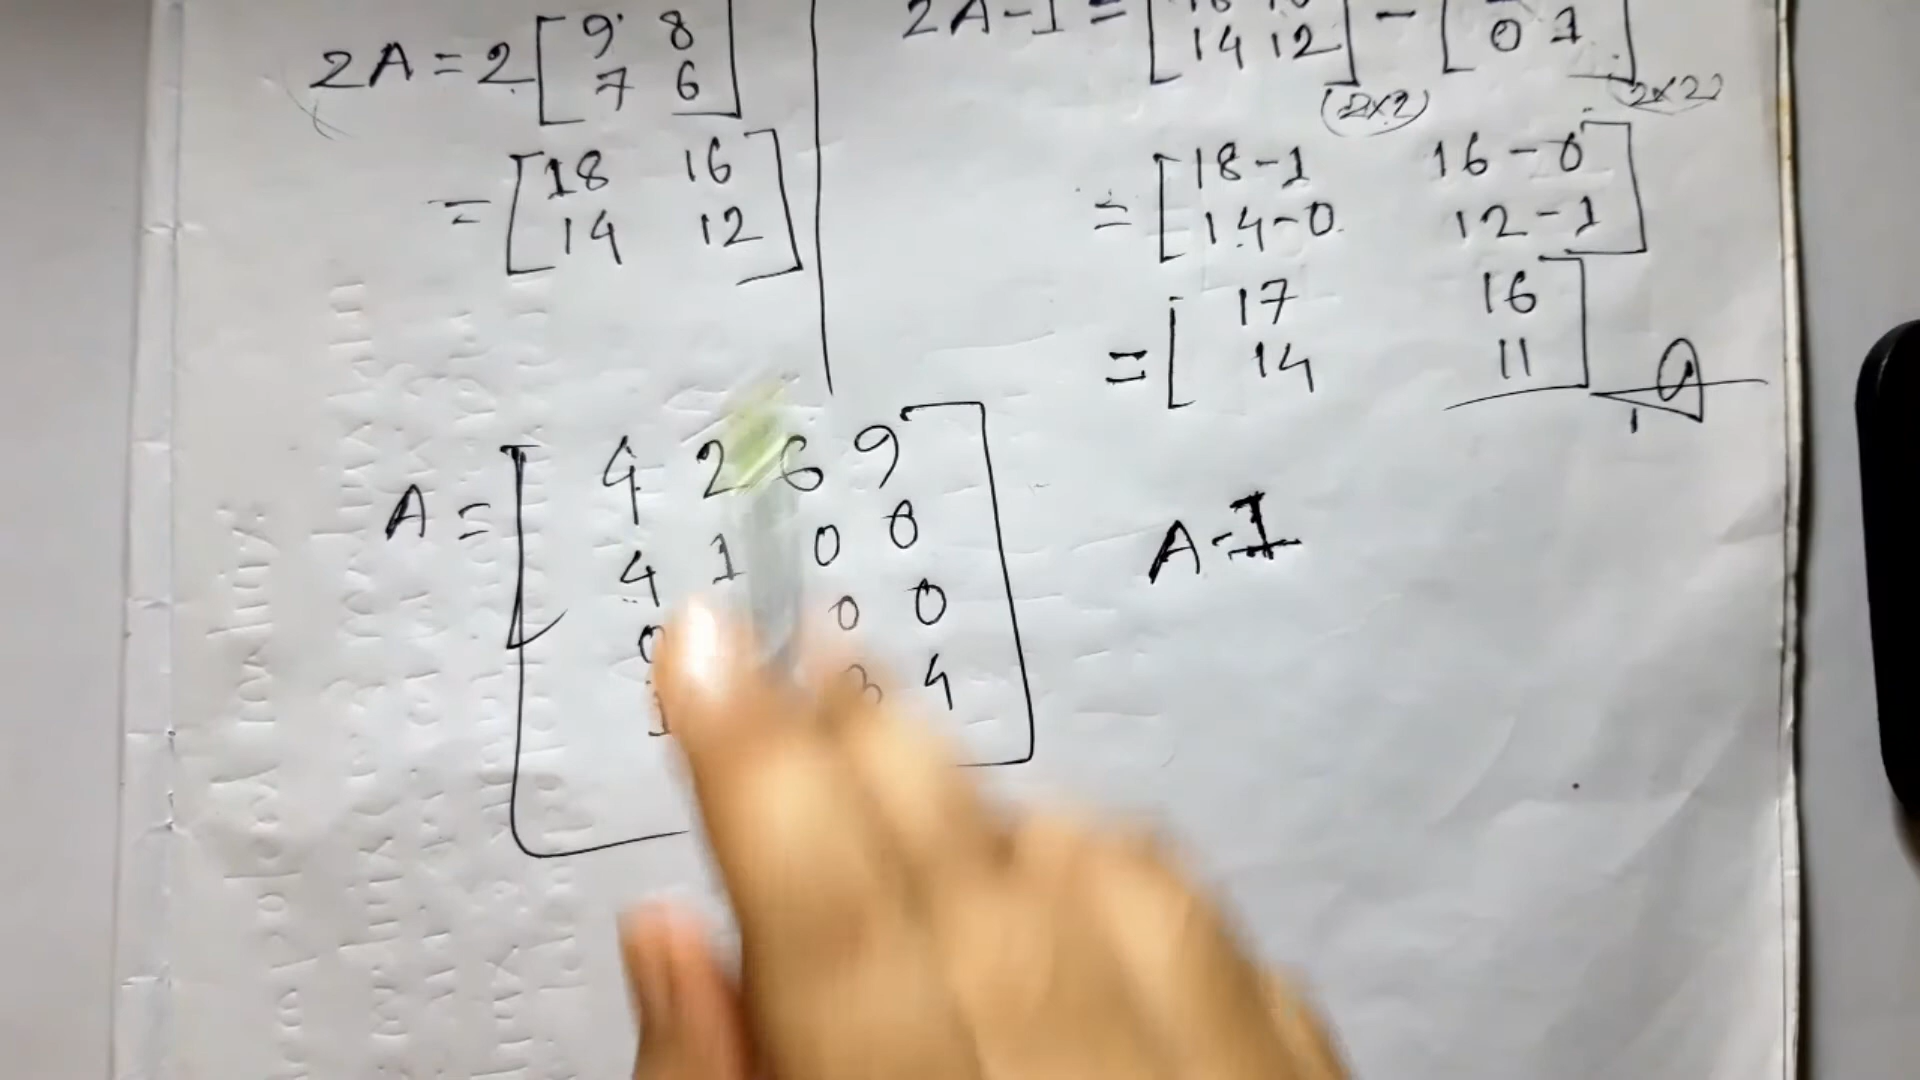 2A = 2 [ 9 8
7 6 ]
= [ 18 16
14 12 ]
2A-1 =
14 12 ] - [ 0 1 ]
(2×2) 2×2)
= [ 18-1 16-0
14-0 12-1 ]
= [ 17 16
14 11 ]
A = [ 4 2 6 9
4 1 0 0
0 0 0
3 4 ]
A-I